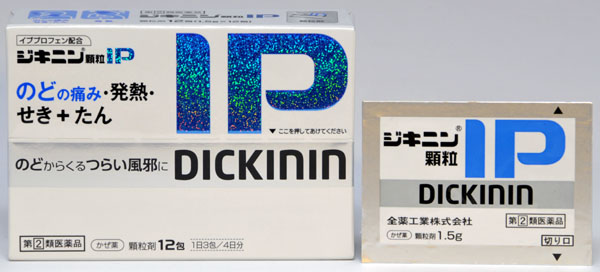 イブプロフェン配合
ジキニン顆粒IP
IP
のどの痛み・発熱・
せき+たん
▼ ここを押してあけてください
のどからくるつらい風邪に DICKININ
第②類医薬品 かぜ薬 顆粒剤12包 1日3包/4日分
ジキニン®
顆粒
IP
DICKININ
全薬工業株式会社
第②類医薬品
かぜ薬 顆粒剤1.5g
切り口